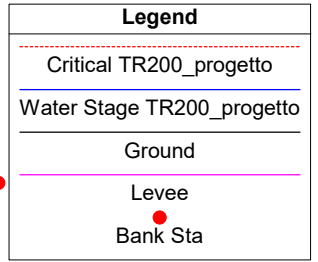 Legend
Critical TR200_progetto
Water Stage TR200_progetto
Ground
Levee
Bank Sta